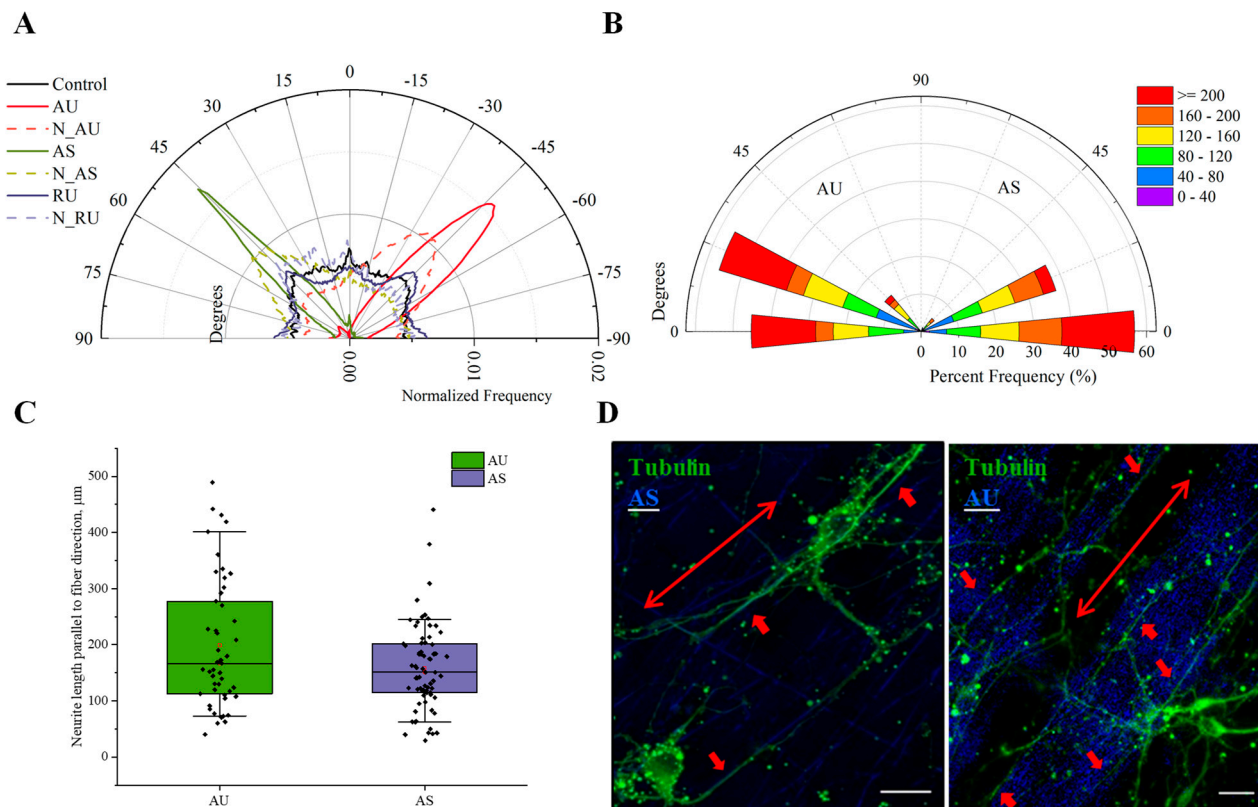 A
Control
AU
N_AU
AS
N_AS
RU
N_RU
0
15
-15
30
-30
45
-45
60
-60
75
-75
90
-90
Degrees
0.00
0.01
0.02
Normalized Frequency
B
90
45
45
AU
AS
Degrees
0
0
0
10
20
30
40
50
60
Percent Frequency (%)
>= 200
160 - 200
120 - 160
80 - 120
40 - 80
0 - 40
C
Neurite length parallel to fiber direction, µm
500
400
300
200
100
0
AU
AS
AU
AS
D
Tubulin
AS
Tubulin
AU